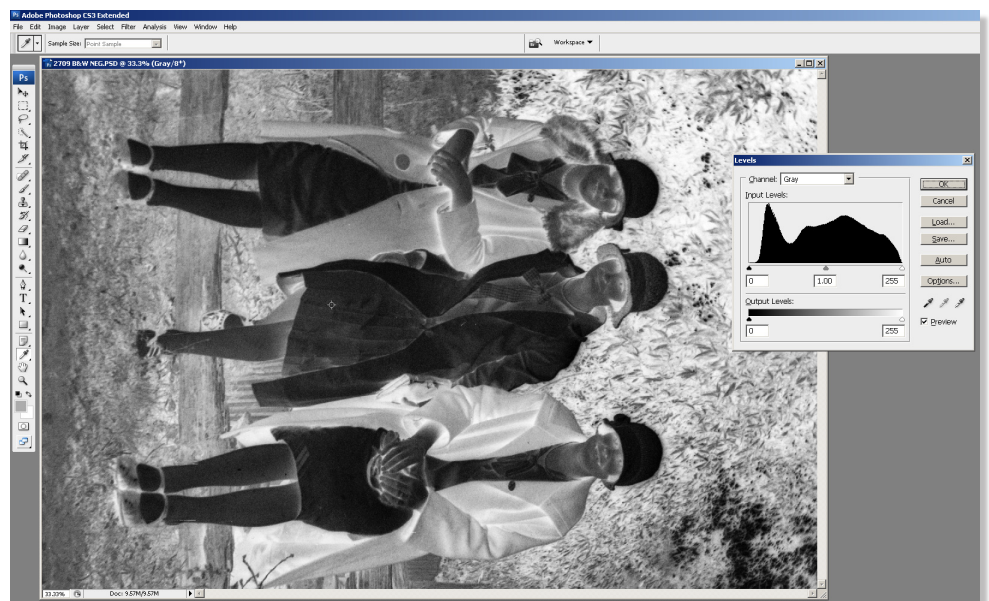 Adobe Photoshop CS3 Extended
File Edit Image Layer Select Filter Analysis View Window Help
Sample Size: Point Sample
Workspace
Ps
2709 B&W NEG.PSD @ 33.3% (Gray/8*)
Levels
Channel: Gray
OK
Input Levels:
Cancel
Load...
Save...
Auto
0 1.00 255
Options...
Output Levels:
Preview
0 255
33.33% Doc: 9.57M/9.57M